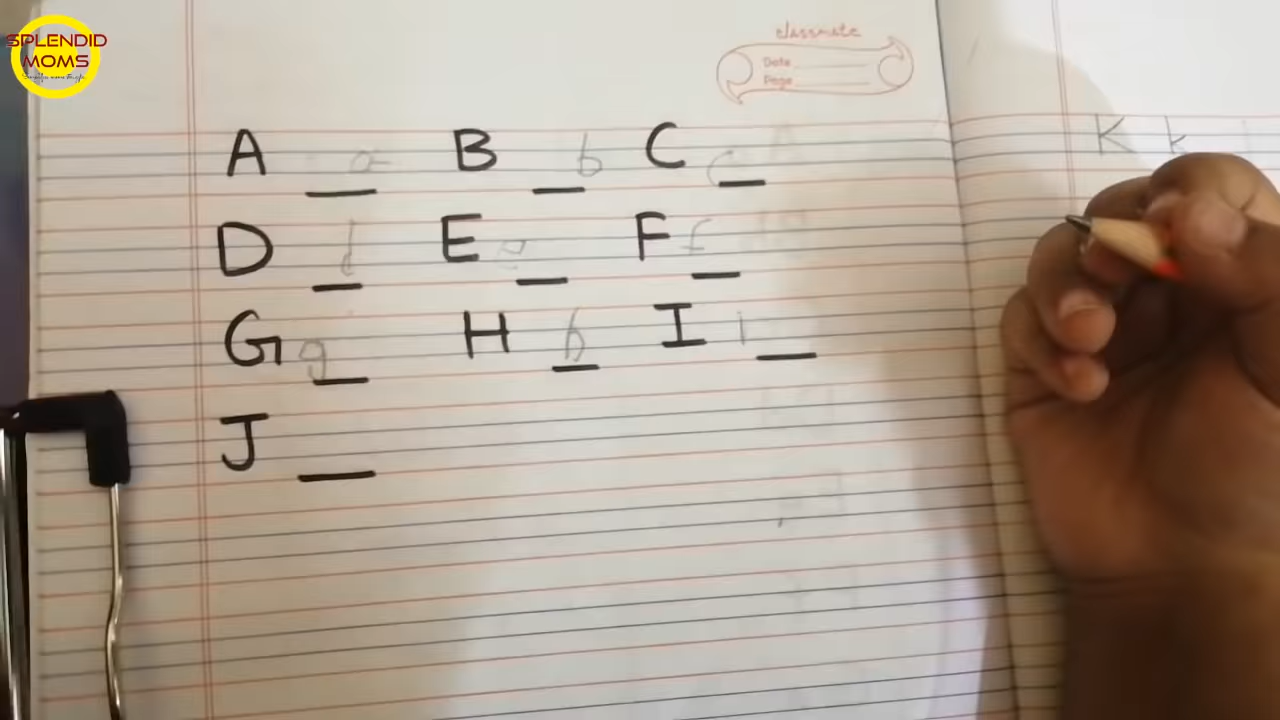 SPLENDID
MOMS
classmate
Date
Page
A a B b C c
D d E e F f
G g H h I i
J
K k